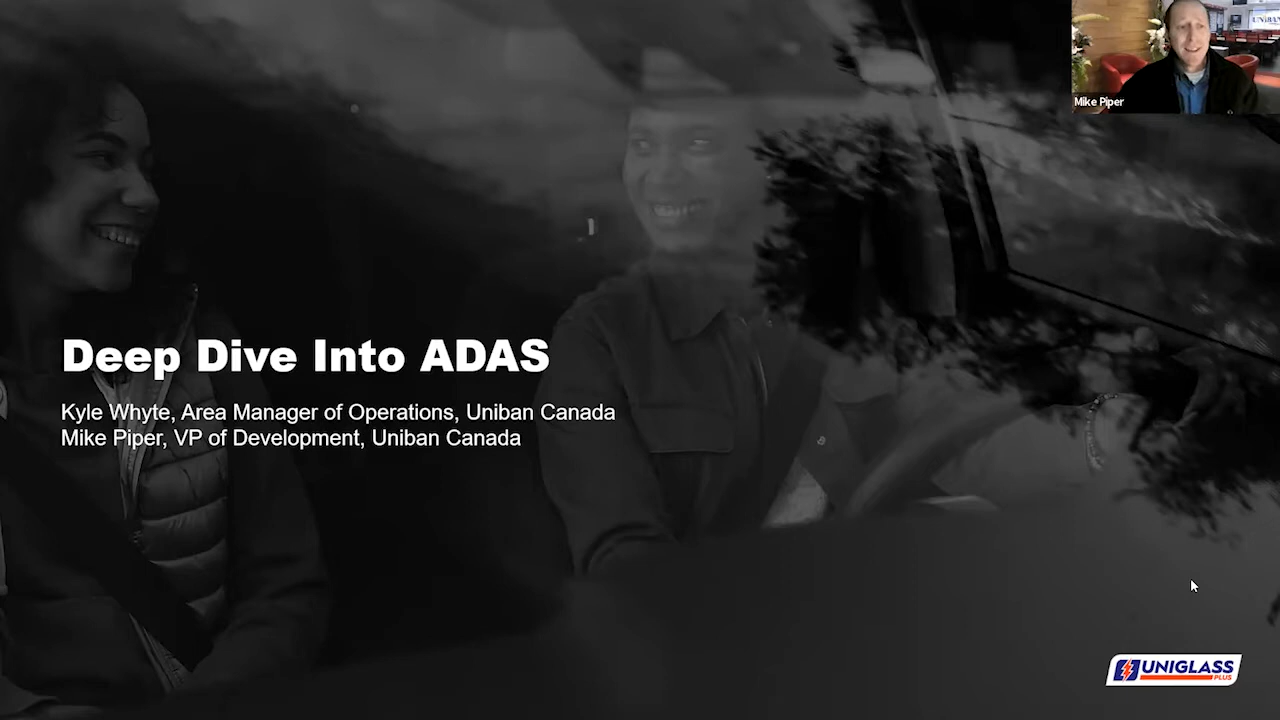 Mike Piper
Deep Dive Into ADAS
Kyle Whyte, Area Manager of Operations, Uniban Canada
Mike Piper, VP of Development, Uniban Canada
UNIGLASS
PLUS